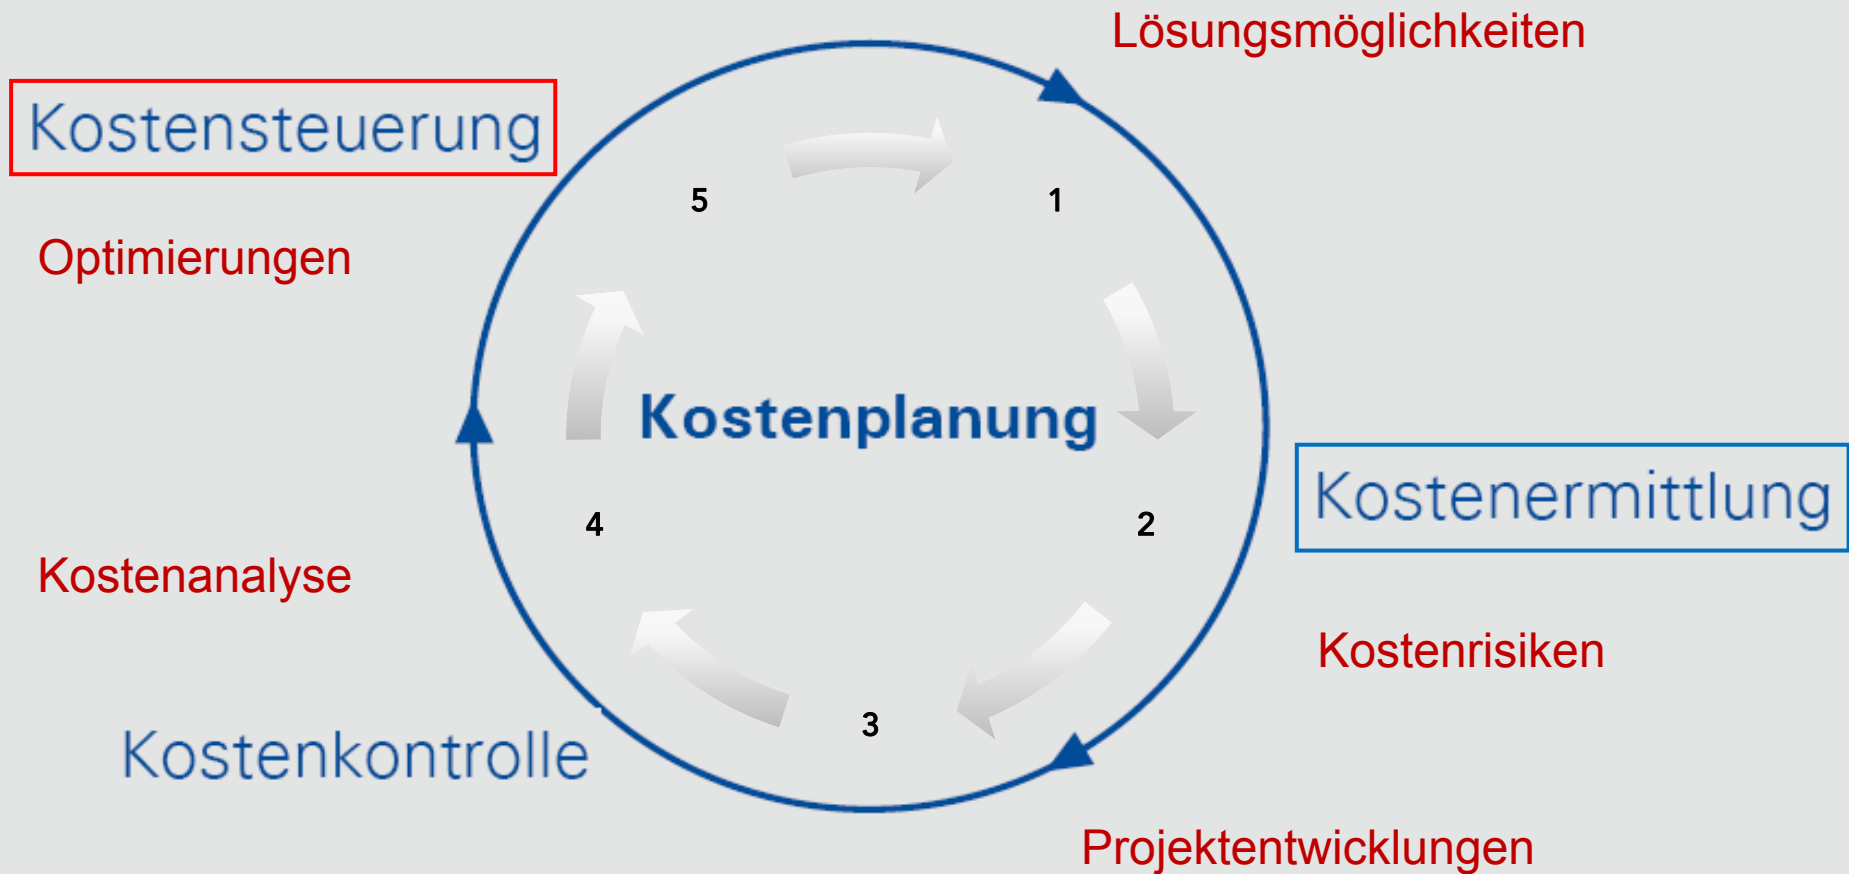 Lösungsmöglichkeiten
Kostensteuerung
5
1
Optimierungen
Kostenplanung
Kostenermittlung
4
2
Kostenanalyse
Kostenrisiken
3
Kostenkontrolle
Projektentwicklungen